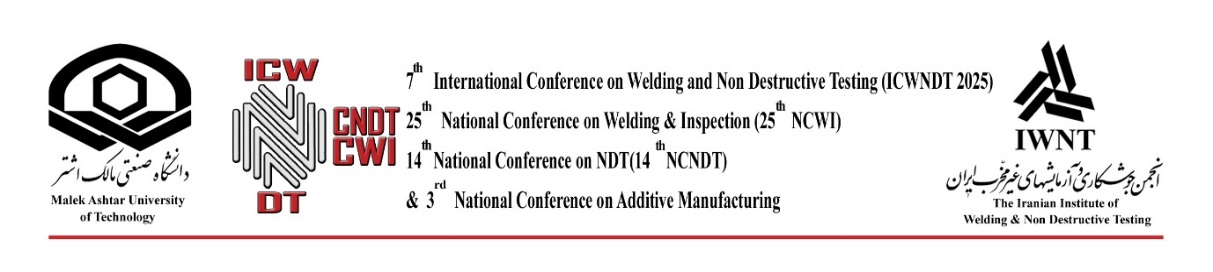 دانشگاه صنعتی مالک اشتر
Malek Ashtar University
of Technology
ICW
CNDT
CWI
DT
7th International Conference on Welding and Non Destructive Testing (ICWNDT 2025)
25th National Conference on Welding & Inspection (25th NCWI)
14th National Conference on NDT(14 th NCNDT)
& 3rd National Conference on Additive Manufacturing
IWNT
انجمن جوشکاری و آزمایشهای غیرمخرب ایران
The Iranian Institute of
Welding & Non Destructive Testing